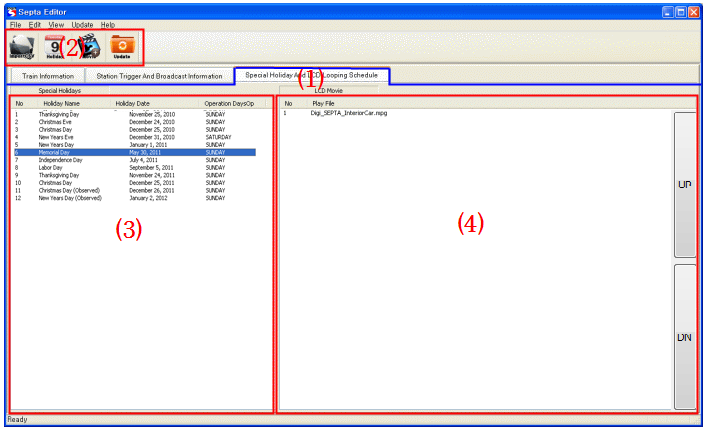 Septa Editor
File Edit View Update Help
(2)
Holiday Movie Update
Train Information Station Trigger And Broadcast Information Special Holiday And LCD Looping Schedule
(1)
Special Holidays LCD Movie
No Holiday Name Holiday Date Operation DaysOp No Play File
1 Thanksgiving Day November 25, 2010 SUNDAY 1 Digi_SEPTA_InteriorCar.mpg
2 Christmas Eve December 24, 2010 SUNDAY
3 Christmas Day December 25, 2010 SUNDAY
4 New Years Eve December 31, 2010 SATURDAY
5 New Years Day January 1, 2011 SUNDAY
6 Memorial Day May 30, 2011 SUNDAY
7 Independence Day July 4, 2011 SUNDAY
8 Labor Day September 5, 2011 SUNDAY
9 Thanksgiving Day November 24, 2011 SUNDAY
10 Christmas Day December 25, 2011 SUNDAY
11 Christmas Day (Observed) December 26, 2011 SUNDAY
12 New Years Day (Observed) January 2, 2012 SUNDAY
UP
(3) (4)
DN
Ready